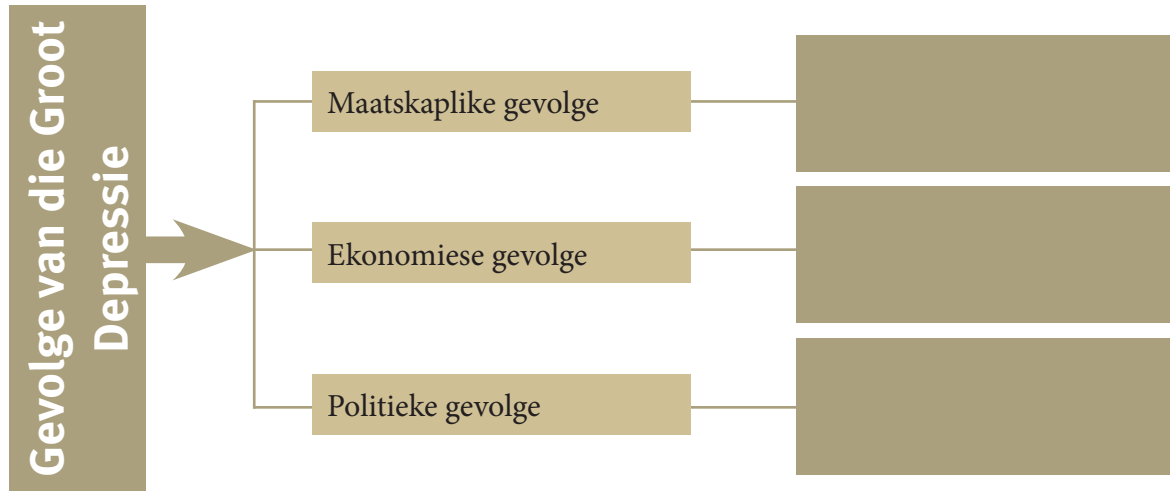 Gevolge van die Groot
Depressie
Maatskaplike gevolge
Ekonomiese gevolge
Politieke gevolge